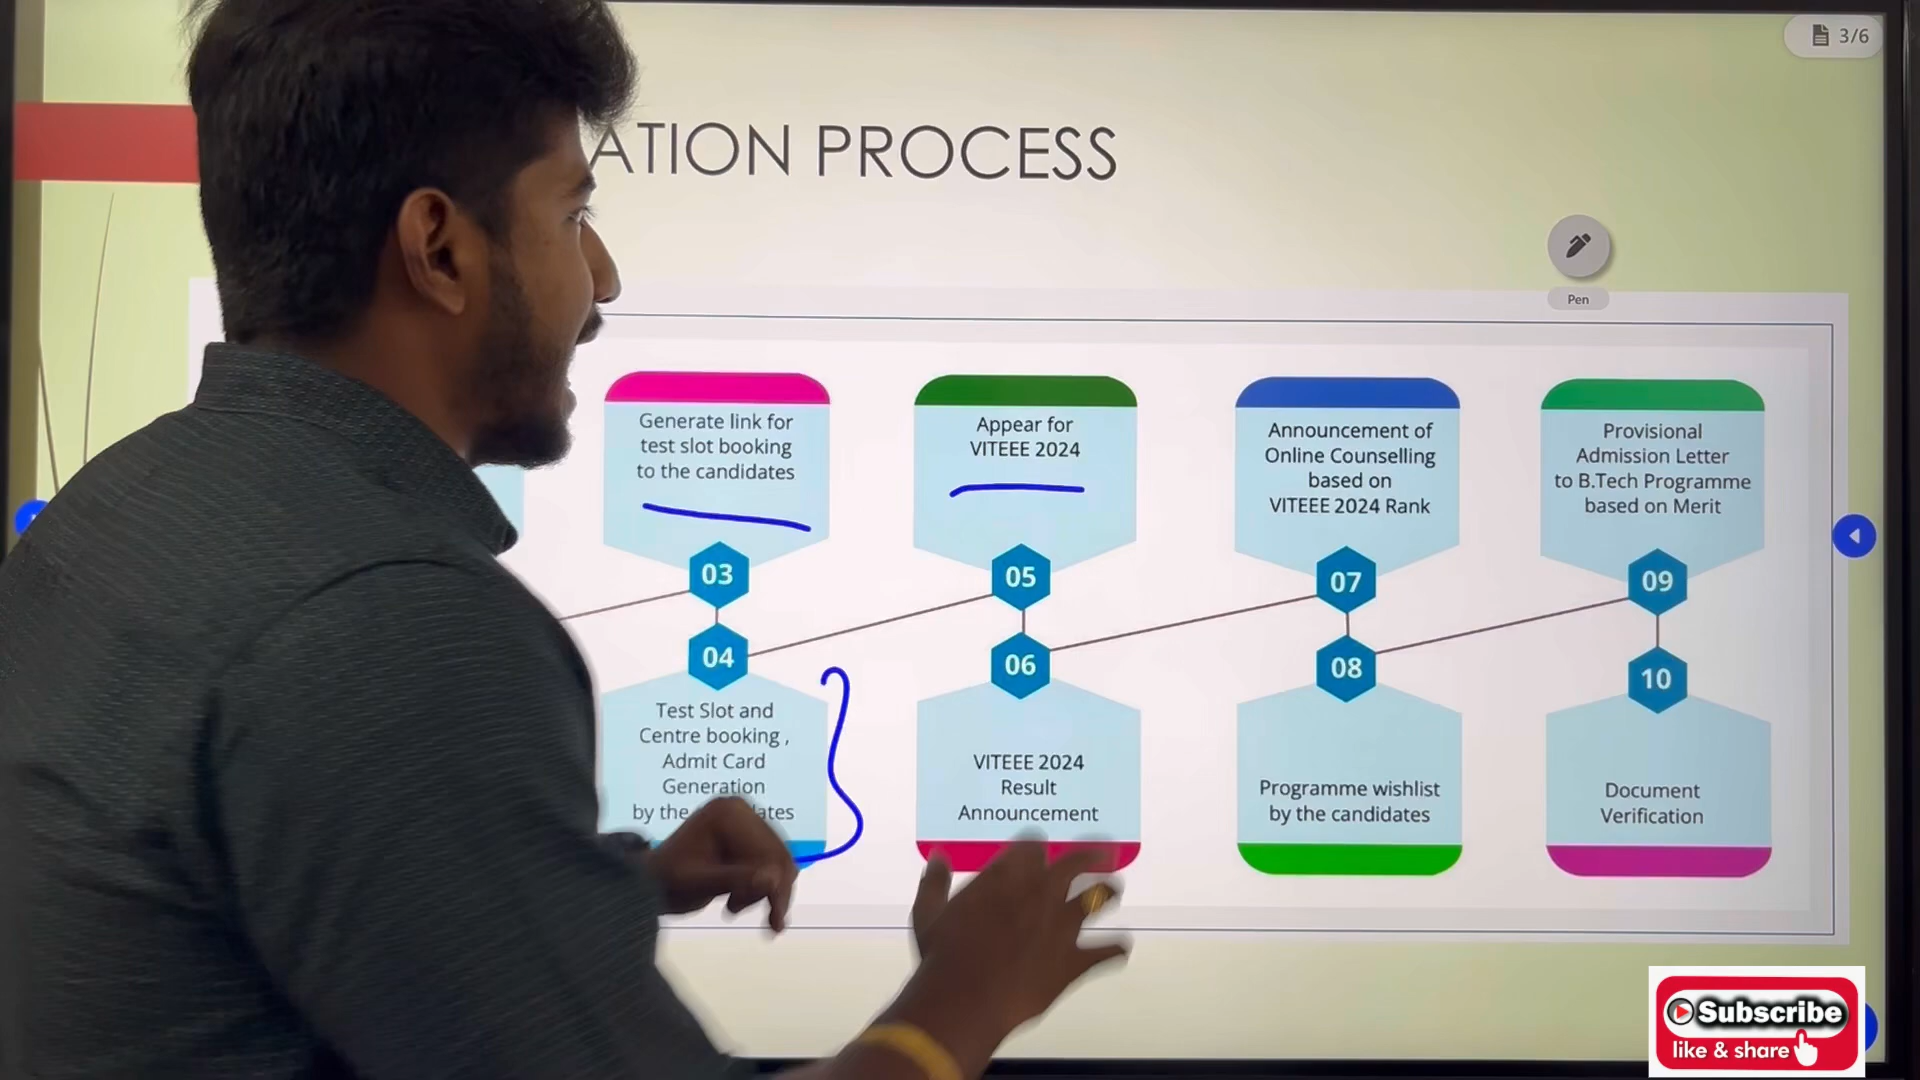 3/6
ATION PROCESS
Pen
Generate link for
test slot booking
to the candidates
Appear for
VITEEE 2024
Announcement of
Online Counselling
based on
VITEEE 2024 Rank
Provisional
Admission Letter
to B.Tech Programme
based on Merit
03
05
07
09
04
06
08
10
Test Slot and
Centre booking ,
Admit Card
Generation
by the
VITEEE 2024
Result
Announcement
Programme wishlist
by the candidates
Document
Verification
Subscribe
like & share